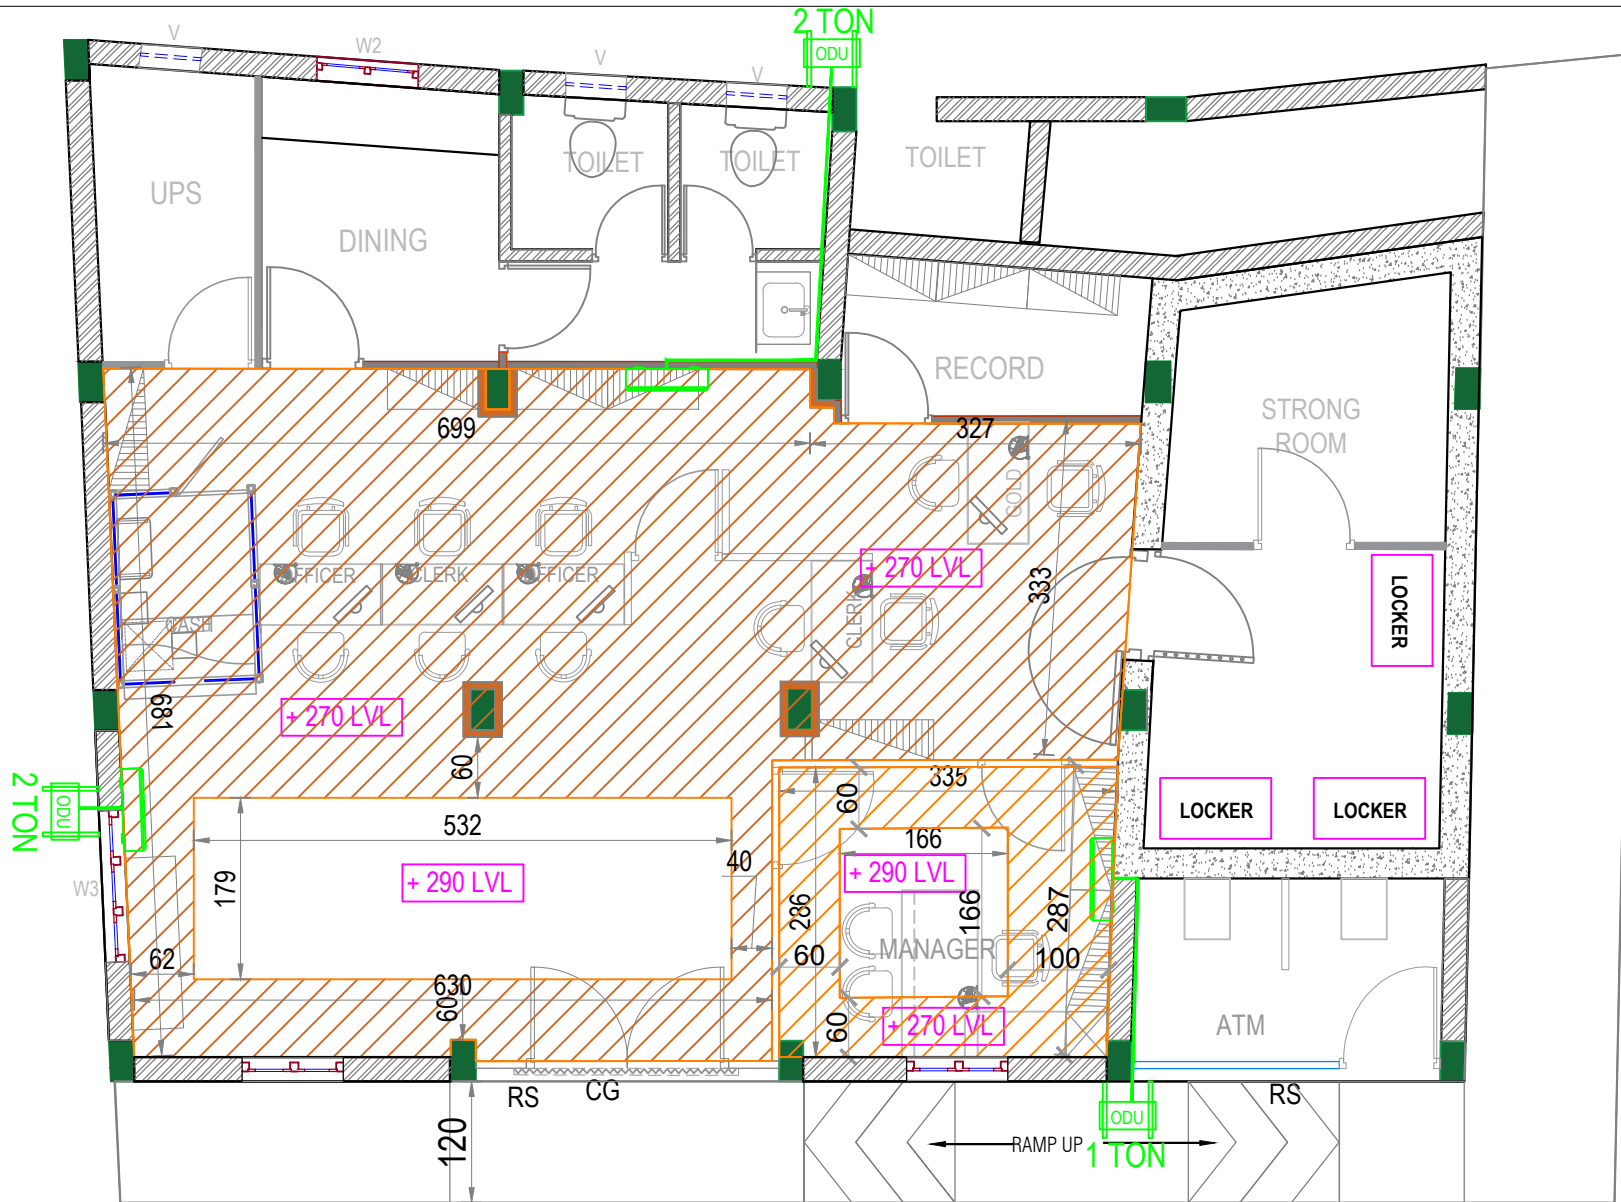 2 TON
ODU
V
W2
V
V
UPS
DINING
TOILET
TOILET
TOILET
RECORD
STRONG
ROOM
699
327
GOLD
OFFICER
CLERK
OFFICER
CASH
CLERK
+ 270 LVL
333
LOCKER
681
+ 270 LVL
60
335
60
2 TON
ODU
W3
532
166
40
179
+ 290 LVL
+ 290 LVL
286
166
287
LOCKER
LOCKER
MANAGER
62
60
100
630
60
60
+ 270 LVL
ATM
RS
CG
RS
120
RAMP UP
ODU
1 TON